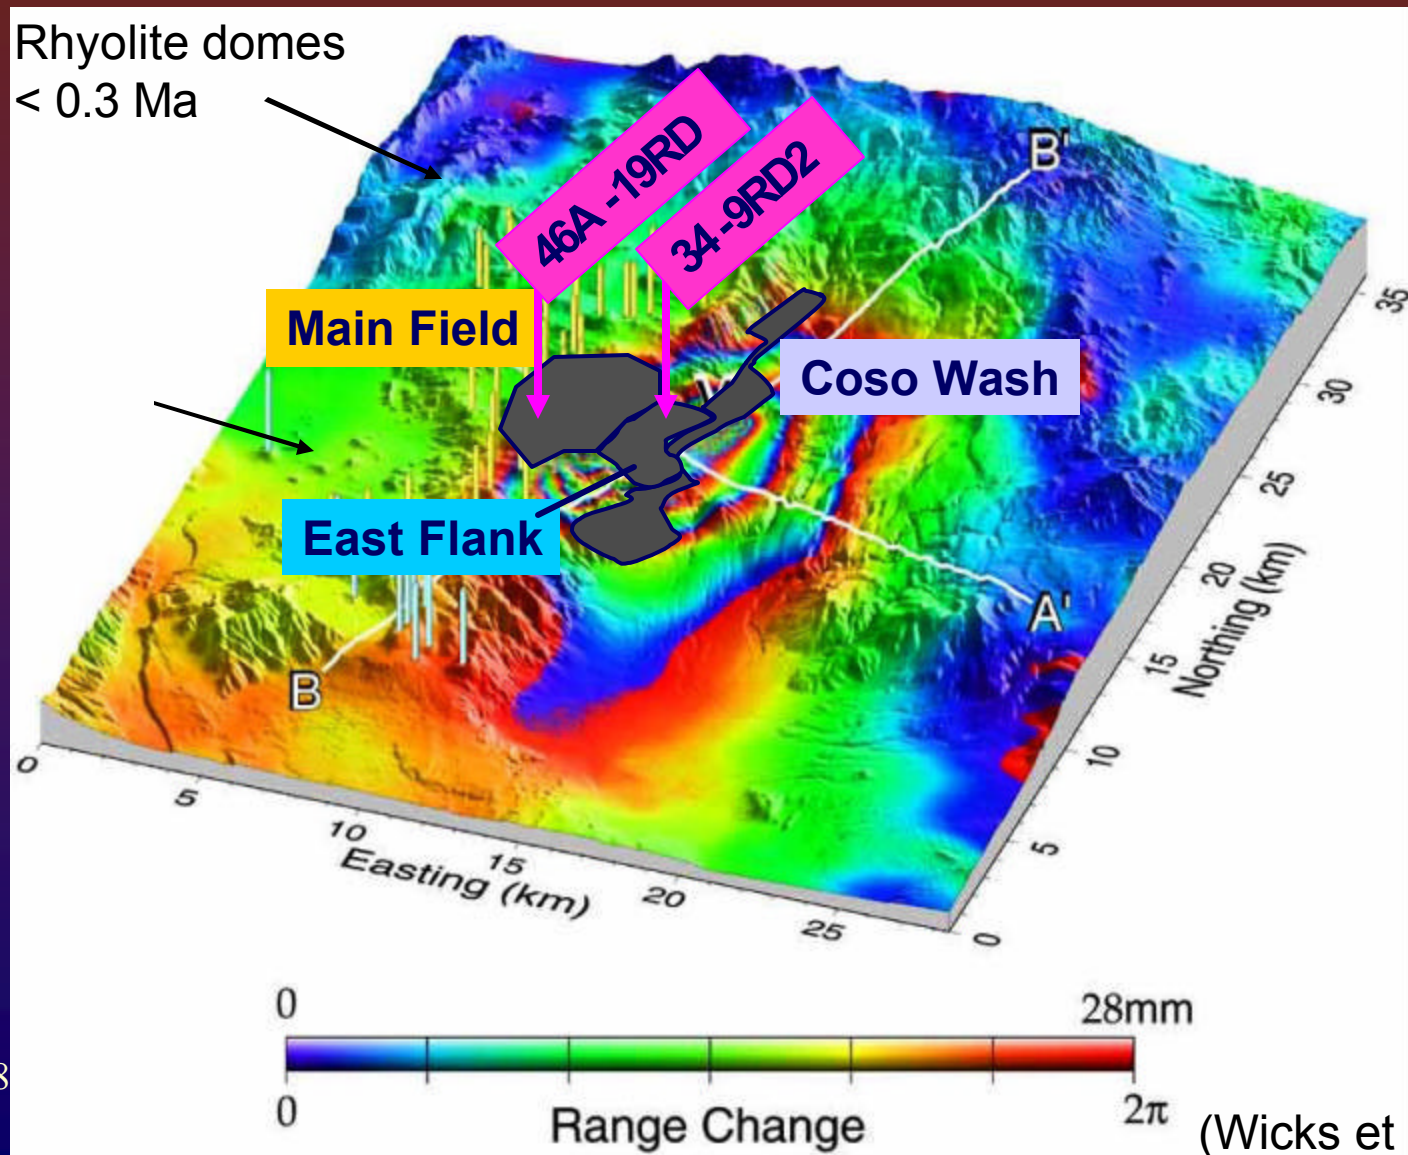 Rhyolite domes
< 0.3 Ma
46A -19RD
34 -9RD2
B'
Main Field
Coso Wash
East Flank
A'
B
0
5
10
15
20
25
Easting (km)
0
5
10
15
20
25
30
35
Northing (km)
0
28mm
0
Range Change
2π
(Wicks et
8